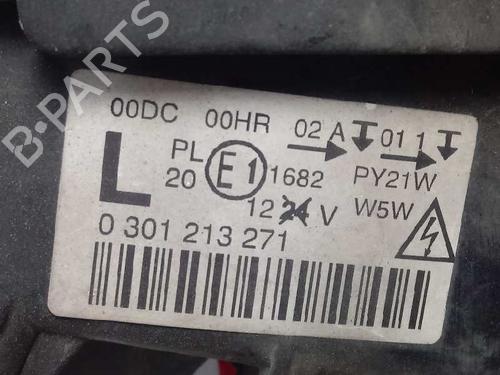 B-PARTS
00DC 00HR 02 A 01 1
L PL 20 E1 1682 PY21W
12 24 V W5W
0 301 213 271